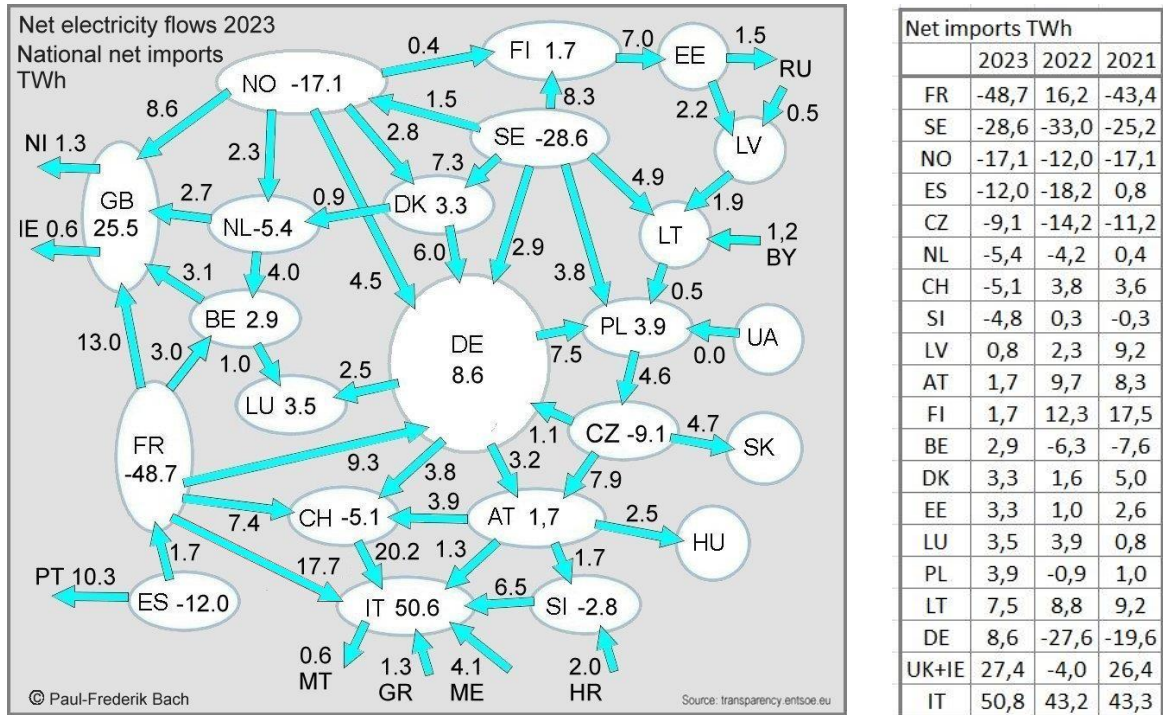 Net electricity flows 2023
National net imports
TWh
NO -17.1
0.4
FI 1.7
7.0
EE
1.5
RU
8.6
1.5
8.3
2.2
0.5
NI 1.3
2.3
2.8
SE -28.6
LV
7.3
GB
25.5
2.7
0.9
DK 3.3
4.9
1.9
IE 0.6
NL-5.4
LT
1,2
BY
6.0
2.9
3.8
3.1
4.0
4.5
0.5
BE 2.9
PL 3.9
UA
13.0
3.0
1.0
DE
8.6
7.5
0.0
2.5
4.6
LU 3.5
1.1
CZ -9.1
4.7
SK
FR
-48.7
9.3
3.8
3.2
7.9
7.4
CH -5.1
3.9
AT 1,7
2.5
HU
1.7
17.7
20.2
1.3
1.7
PT 10.3
ES -12.0
IT 50.6
6.5
SI -2.8
0.6
MT
1.3
GR
4.1
ME
2.0
HR
© Paul-Frederik Bach
Source: transparency.entsoe.eu
Net imports TWh
2023 2022 2021
FR -48,7 16,2 -43,4
SE -28,6 -33,0 -25,2
NO -17,1 -12,0 -17,1
ES -12,0 -18,2 0,8
CZ -9,1 -14,2 -11,2
NL -5,4 -4,2 0,4
CH -5,1 3,8 3,6
SI -4,8 0,3 -0,3
LV 0,8 2,3 9,2
AT 1,7 9,7 8,3
FI 1,7 12,3 17,5
BE 2,9 -6,3 -7,6
DK 3,3 1,6 5,0
EE 3,3 1,0 2,6
LU 3,5 3,9 0,8
PL 3,9 -0,9 1,0
LT 7,5 8,8 9,2
DE 8,6 -27,6 -19,6
UK+IE 27,4 -4,0 26,4
IT 50,8 43,2 43,3